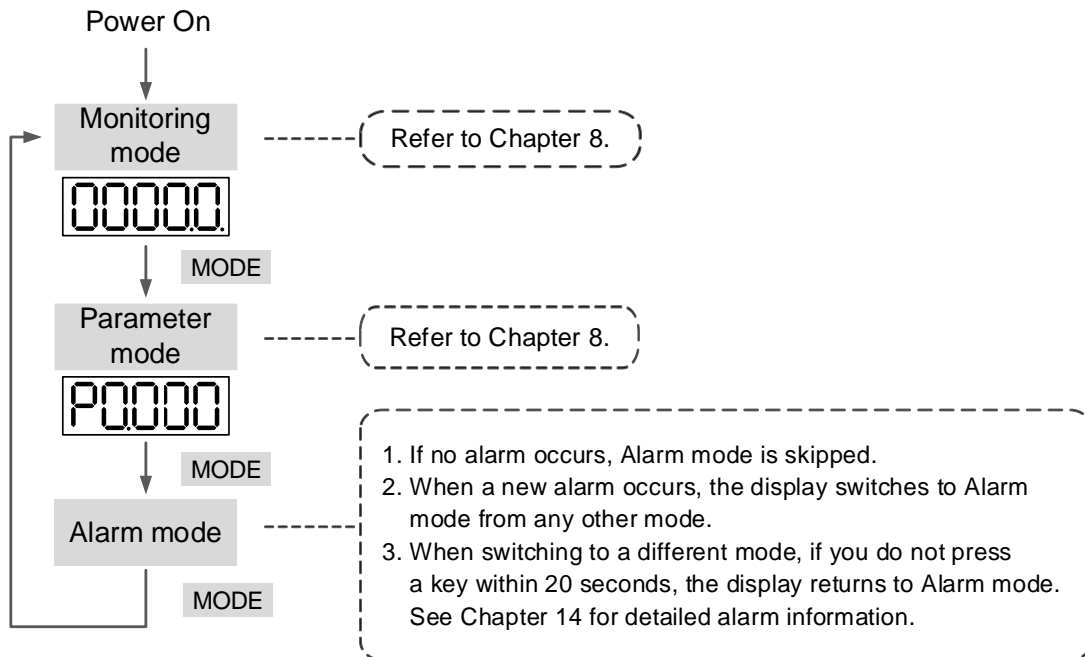 Power On
Monitoring
mode
Refer to Chapter 8.
0000.0.
MODE
Parameter
mode
Refer to Chapter 8.
P0.000
MODE
Alarm mode
1. If no alarm occurs, Alarm mode is skipped.
2. When a new alarm occurs, the display switches to Alarm
mode from any other mode.
3. When switching to a different mode, if you do not press
a key within 20 seconds, the display returns to Alarm mode.
See Chapter 14 for detailed alarm information.
MODE